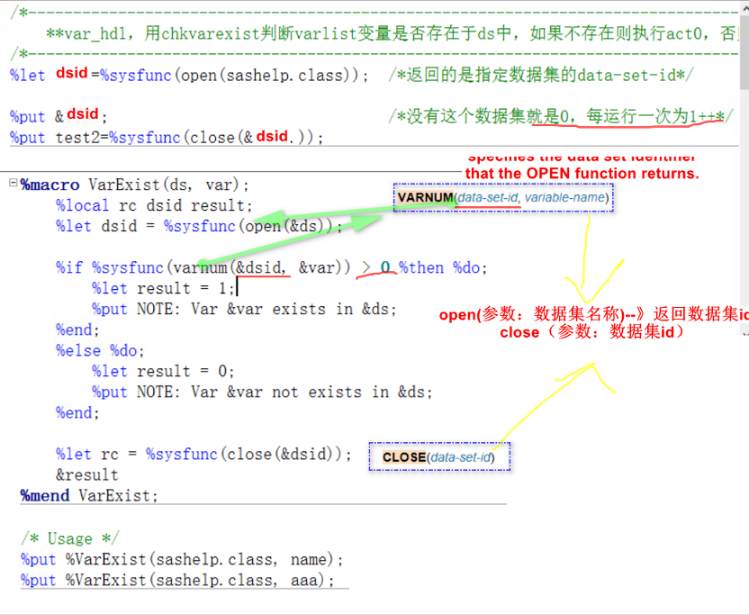 /*-----------------------------------------------------------------------
**var_hdl，用chkvarexist判断varlist变量是否存在于ds中，如果不存在则执行act0，否
/*-----------------------------------------------------------------------
%let dsid=%sysfunc(open(sashelp.class)); /*返回的是指定数据集的data-set-id*/
%put &dsid; /*没有这个数据集就是0，每运行一次为1++*/
%put test2=%sysfunc(close(&dsid.));
specifies the data set identifier
that the OPEN function returns.
%macro VarExist(ds, var);
VARNUM(data-set-id, variable-name)
%local rc dsid result;
%let dsid = %sysfunc(open(&ds));
%if %sysfunc(varnum(&dsid, &var)) > 0 %then %do;
%let result = 1;
%put NOTE: Var &var exists in &ds;
open(参数：数据集名称)--》返回数据集id
%end;
close（参数：数据集id）
%else %do;
%let result = 0;
%put NOTE: Var &var not exists in &ds;
%end;
%let rc = %sysfunc(close(&dsid));
CLOSE(data-set-id)
&result
%mend VarExist;
/* Usage */
%put %VarExist(sashelp.class, name);
%put %VarExist(sashelp.class, aaa);